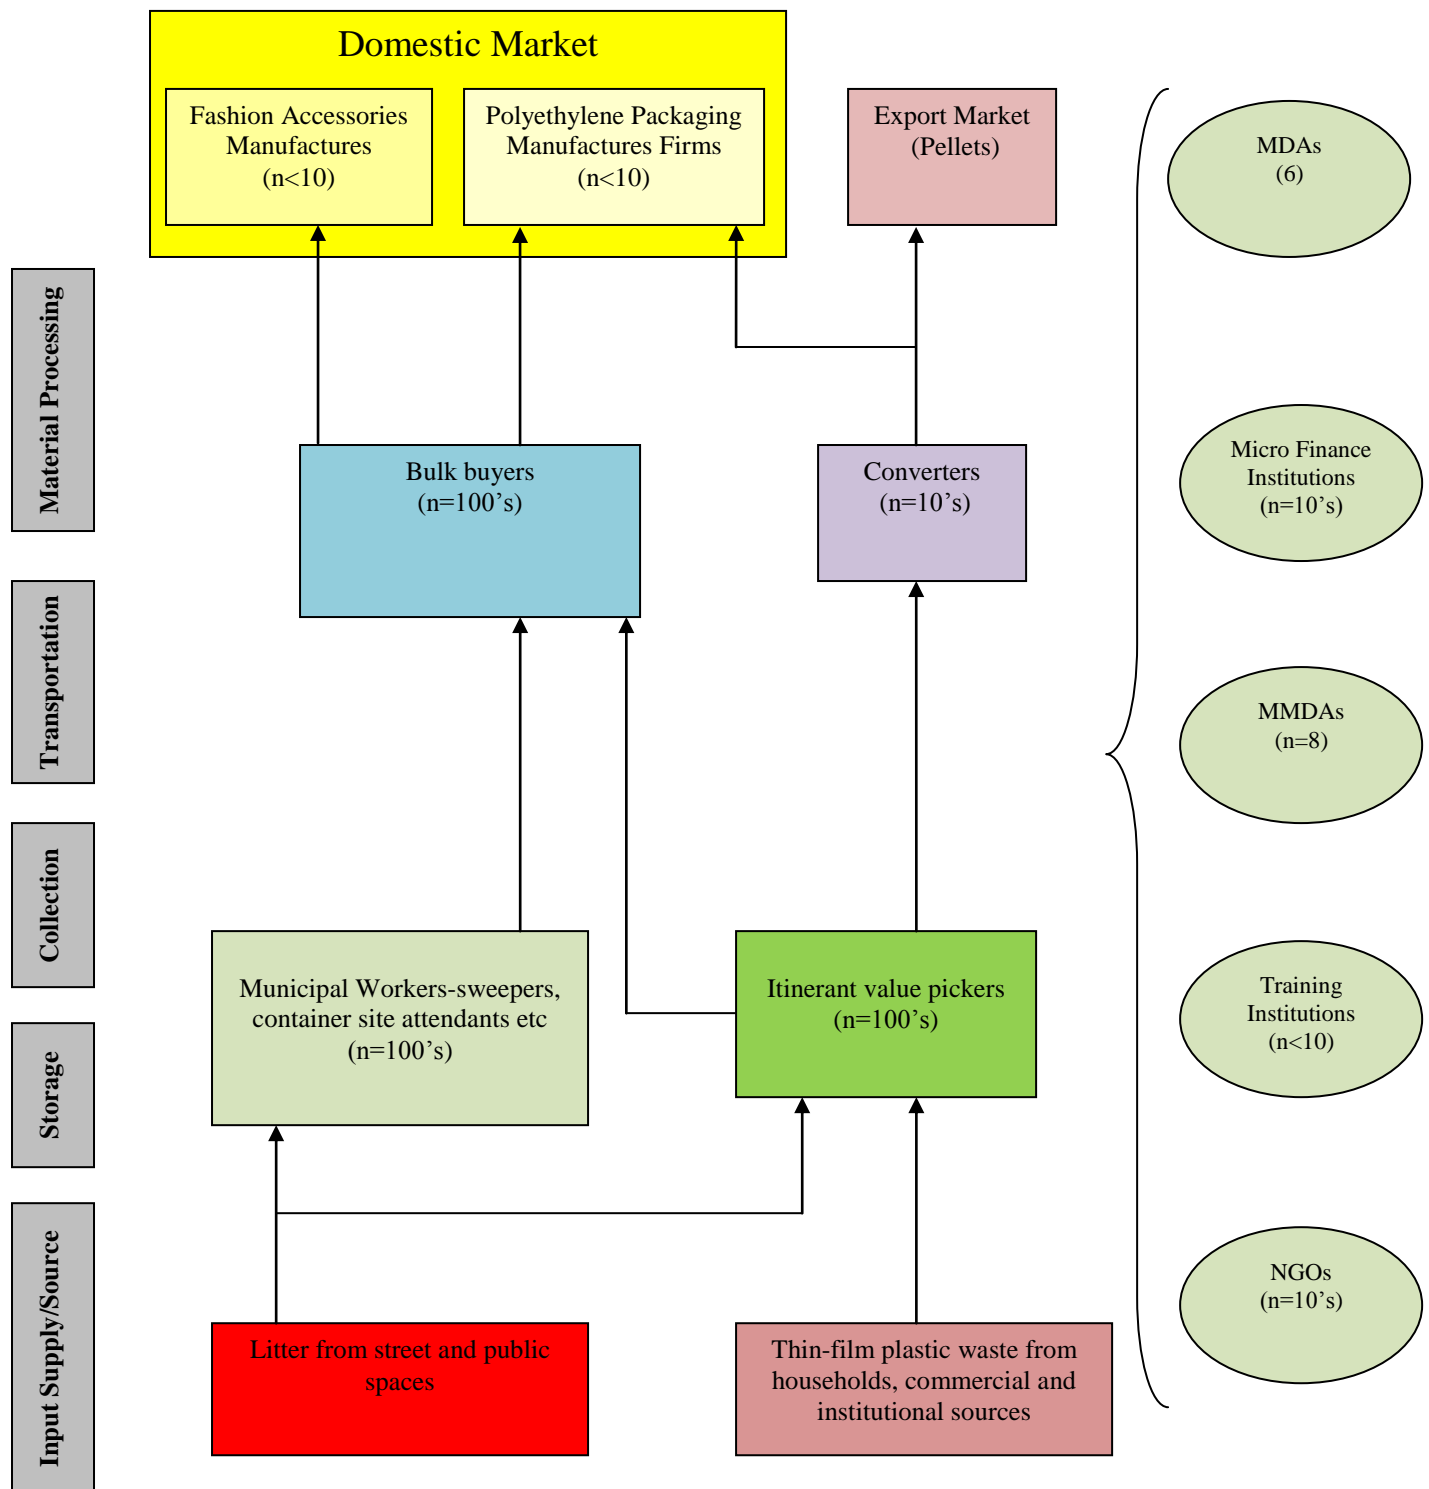 Domestic Market
Fashion Accessories
Manufactures
(n<10)
Polyethylene Packaging
Manufactures Firms
(n<10)
Export Market
(Pellets)
MDAs
(6)
Material Processing
Bulk buyers
(n=100’s)
Converters
(n=10’s)
Micro Finance
Institutions
(n=10’s)
Transportation
MMDAs
(n=8)
Collection
Municipal Workers-sweepers,
container site attendants etc
(n=100’s)
Itinerant value pickers
(n=100’s)
Training
Institutions
(n<10)
Storage
Input Supply/Source
Litter from street and public
spaces
Thin-film plastic waste from
households, commercial and
institutional sources
NGOs
(n=10’s)